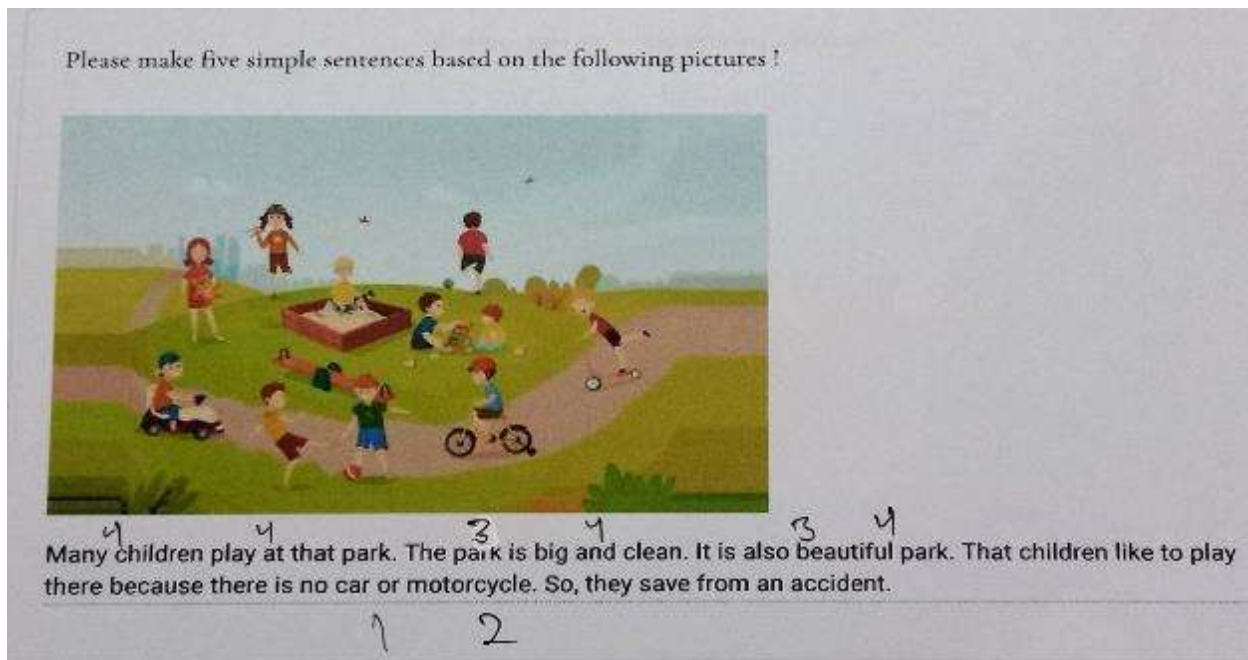 Please make five simple sentences based on the following pictures !
4 4 3 4 3 4
Many children play at that park. The park is big and clean. It is also beautiful park. That children like to play
there because there is no car or motorcycle. So, they save from an accident.
1 2